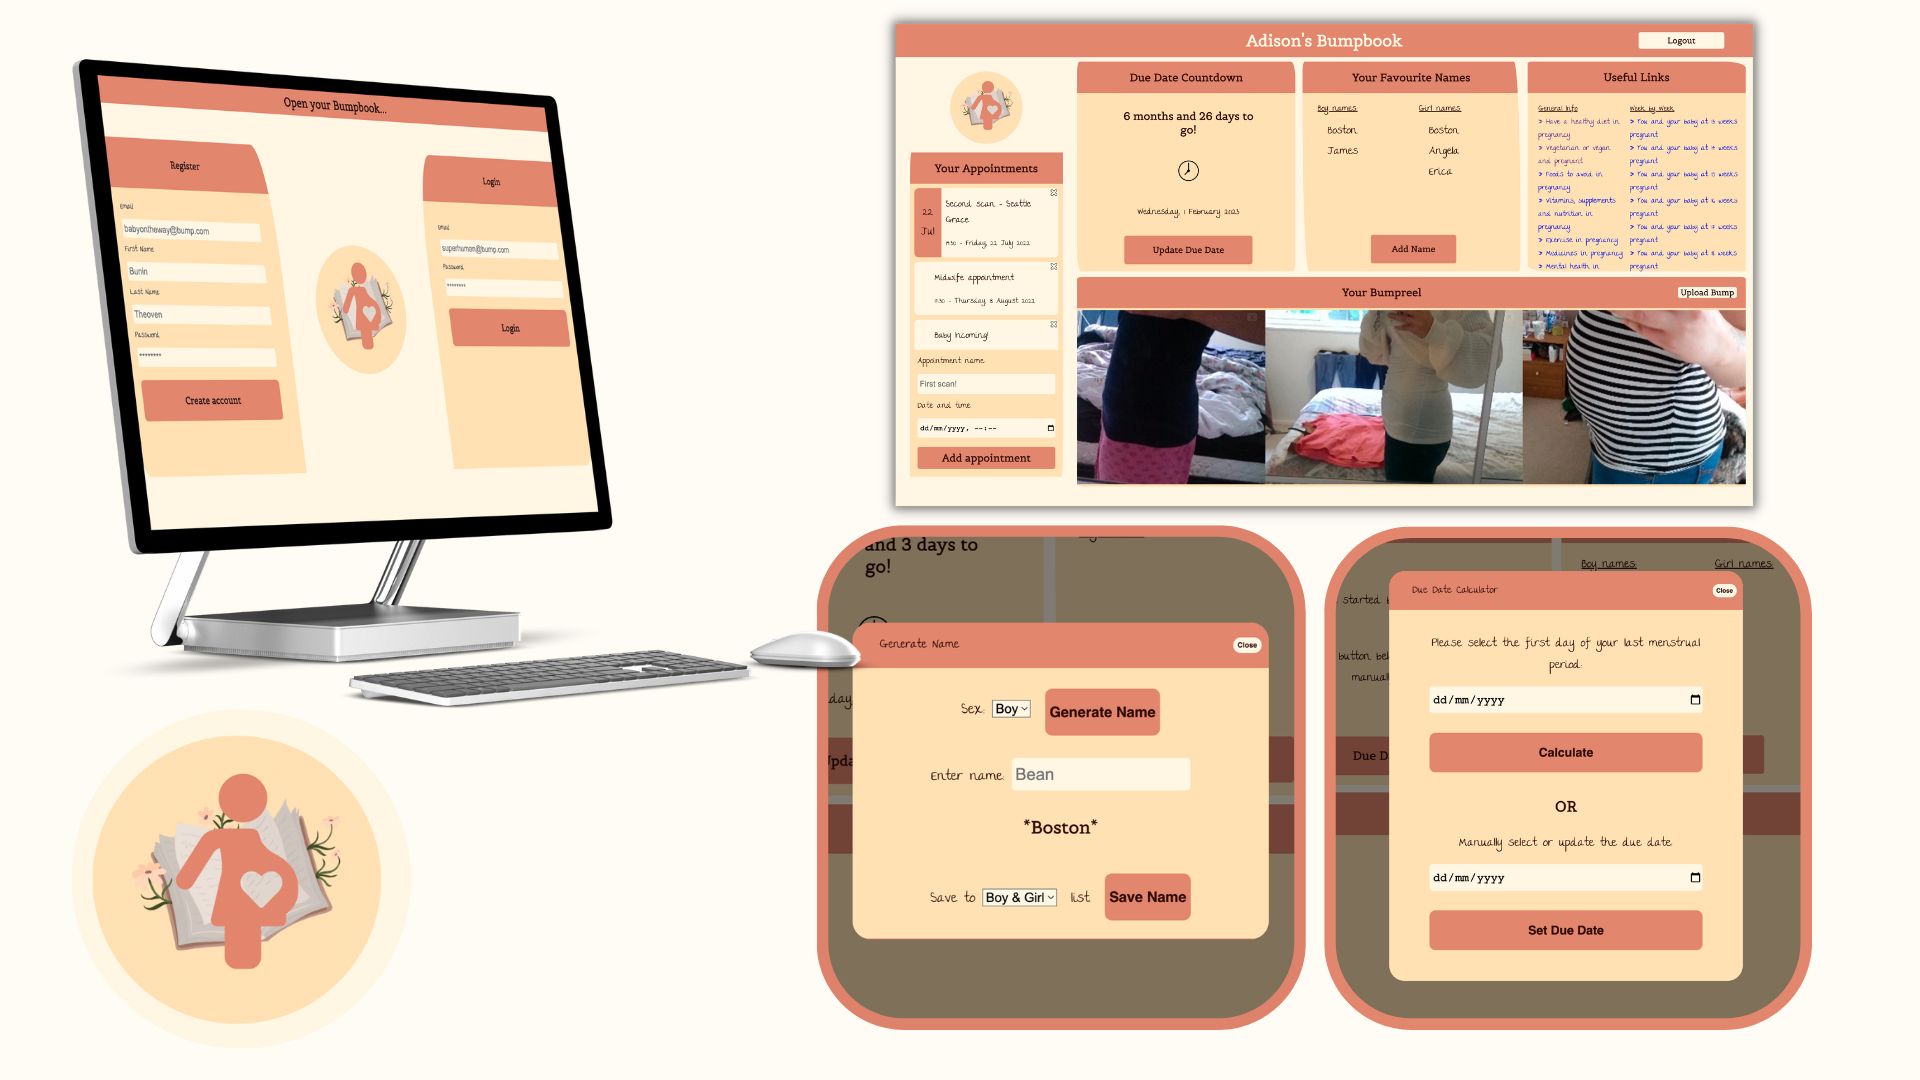 Open your Bumpbook...
Register
Email
babyontheway@bump.com
First Name
Bunin
Last Name
Theoven
Password
********
Create account
Login
Email
superhuman@bump.com
Password
********
Login
Adison's Bumpbook
Logout
Your Appointments
22
Jul
Second scan - Seattle
Grace
Friday, 22 July 2022
Midwife appointment
11:30 - Thursday, 18 August 2022
Baby Incoming!
Appointment name
First scan!
Date and time
dd/mm/yyyy, --:--
Add appointment
Due Date Countdown
6 months and 26 days to
go!
Wednesday, 1 February 2023
Update Due Date
Your Favourite Names
Boy names:
Boston
James
Girl names:
Boston
Angela
Erica
Add Name
Useful Links
General Info
> Have a healthy diet in
pregnancy
> Vegetarian or vegan
and pregnant
> Foods to avoid in
pregnancy
> Vitamins, supplements
and nutrition in
pregnancy
> Exercise in pregnancy
> Medicines in pregnancy
> Mental health in
Week by Week
> You and your baby at 13 weeks
pregnant
> You and your baby at 14 weeks
pregnant
> You and your baby at 15 weeks
pregnant
> You and your baby at 16 weeks
pregnant
> You and your baby at 17 weeks
pregnant
> You and your baby at 18 weeks
pregnant
Your Bumpreel
Upload Bump
and 3 days to
go!
Generate Name
Close
Sex:
Boy
Generate Name
Enter name:
Bean
*Boston*
Save to
Boy & Girl
list
Save Name
Boy names:
Girl names:
started
button
Due D
Due Date Calculator
Close
Please select the first day of your last menstrual
period:
dd/mm/yyyy
Calculate
OR
Manually select or update the due date
dd/mm/yyyy
Set Due Date